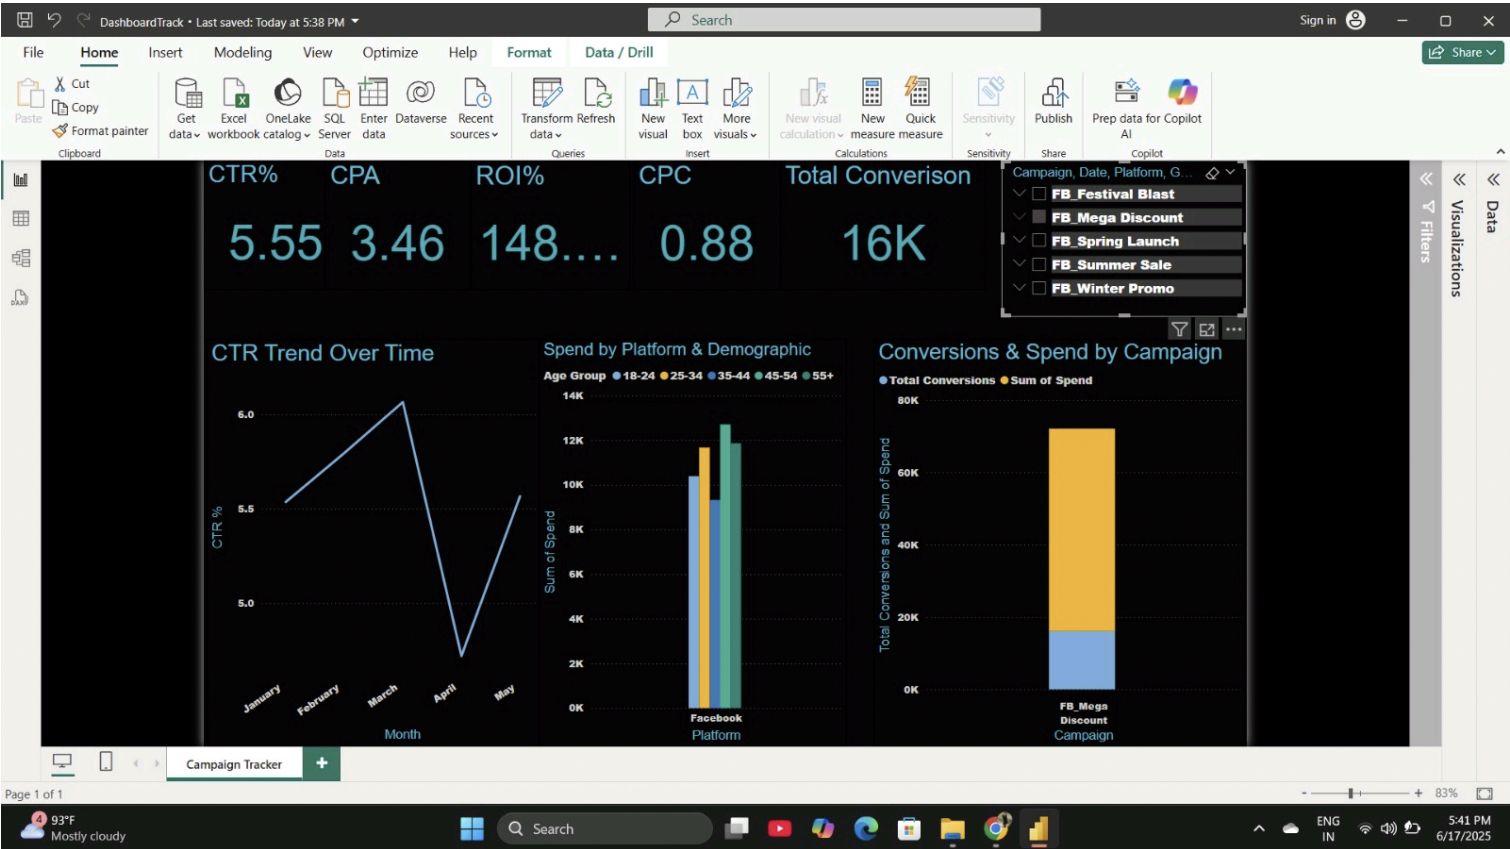 DashboardTrack • Last saved: Today at 5:38 PM
Search
Sign in
File Home Insert Modeling View Optimize Help Format Data / Drill
Share
Paste
Cut
Copy
Format painter
Clipboard
Get data
Excel workbook
OneLake catalog
SQL Server
Enter data
Dataverse
Recent sources
Data
Transform data
Refresh
Queries
New visual
Text box
More visuals
Insert
New visual calculation
New measure
Quick measure
Calculations
Sensitivity
Sensitivity
Publish
Share
Prep data for AI
Copilot
Copilot
CTR%
5.55
CPA
3.46
ROI%
148....
CPC
0.88
Total Converison
16K
Campaign, Date, Platform, G...
FB_Festival Blast
FB_Mega Discount
FB_Spring Launch
FB_Summer Sale
FB_Winter Promo
Filters
Visualizations
Data
CTR Trend Over Time
CTR %
6.0
5.5
5.0
January February March April May
Month
Spend by Platform & Demographic
Age Group 18-24 25-34 35-44 45-54 55+
Sum of Spend
14K
12K
10K
8K
6K
4K
2K
0K
Facebook
Platform
Conversions & Spend by Campaign
Total Conversions Sum of Spend
Total Conversions and Sum of Spend
80K
60K
40K
20K
0K
FB_Mega
Discount
Campaign
Campaign Tracker
Page 1 of 1
83%
4
93°F
Mostly cloudy
Search
ENG
IN
5:41 PM
6/17/2025